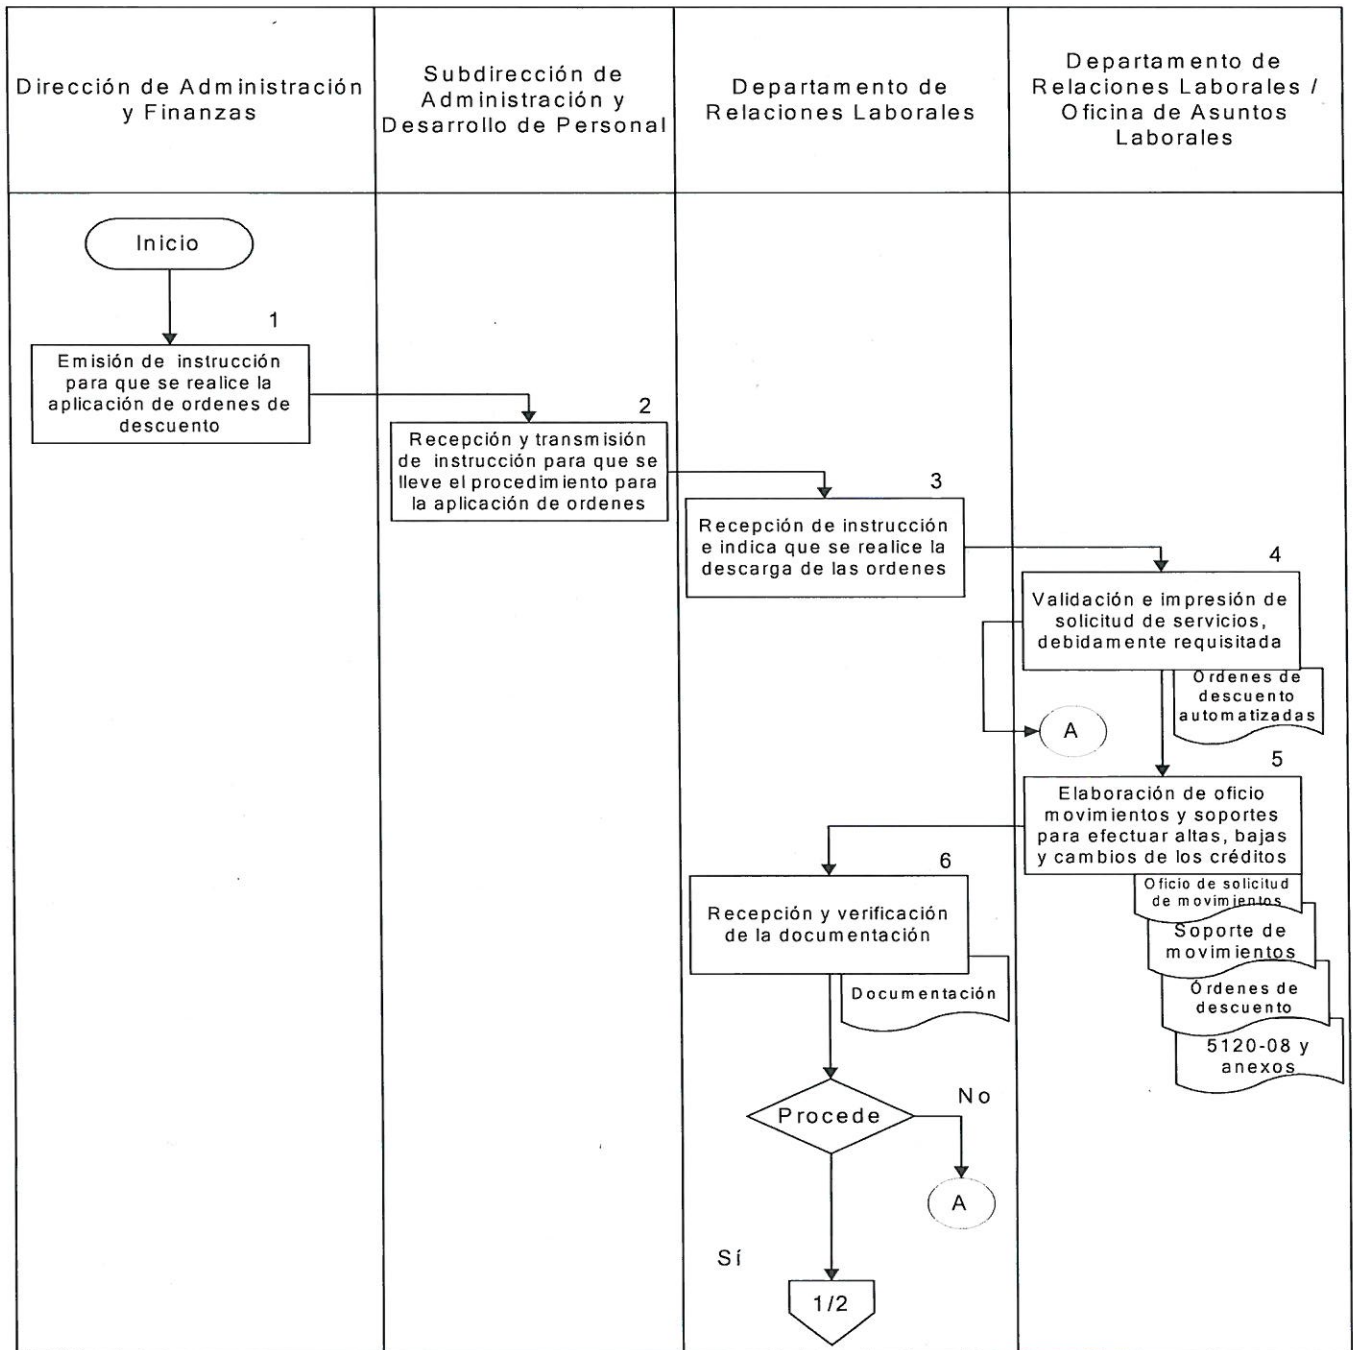 Dirección de Administración
y Finanzas
Subdirección de
Administración y
Desarrollo de Personal
Departamento de
Relaciones Laborales
Departamento de
Relaciones Laborales /
Oficina de Asuntos
Laborales
Inicio
1
Emisión de instrucción
para que se realice la
aplicación de ordenes de
descuento
2
Recepción y transmisión
de instrucción para que se
lleve el procedimiento para
la aplicación de ordenes
3
Recepción de instrucción
e indica que se realice la
descarga de las ordenes
4
Validación e impresión de
solicitud de servicios,
debidamente requisitada
Ordenes de
descuento
automatizadas
A
5
Elaboración de oficio
movimientos y soportes
para efectuar altas, bajas
y cambios de los créditos
Oficio de solicitud
de movimientos
Soporte de
movimientos
Órdenes de
descuento
5120-08 y
anexos
6
Recepción y verificación
de la documentación
Documentación
Procede
No
A
Sí
1/2